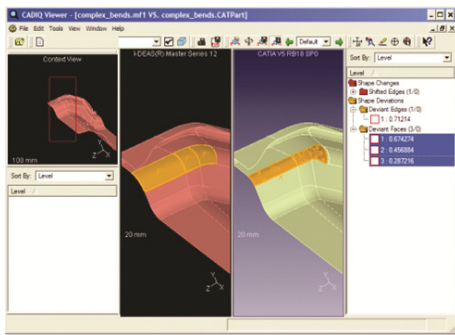 CADIQ Viewer - [complex_bends.mf1 VS. complex_bends.CATPart]
File Edit Tools View Window Help
Default
Context View
100 mm
Sort By: Level
Level
I-DEAS(R) Master Series 12
20 mm
CATIA V5 RB18 SP0
20 mm
Sort By: Level
Level
Shape Changes
Shifted Edges (1/0)
Shape Deviations
Deviant Edges (1/0)
1 : 0.71214
Deviant Faces (3/0)
1 : 0.674274
2 : 0.456884
3 : 0.287216
X
Y
Z
X
Y
Z
X
Y
Z